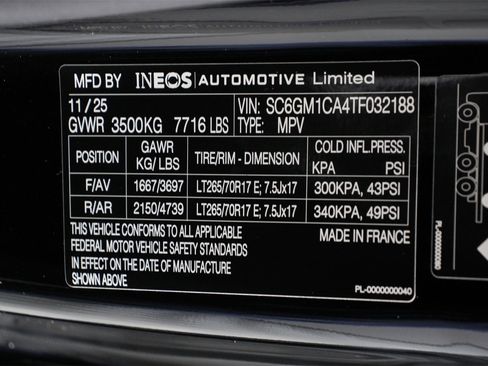 MFD BY INEOS | AUTOMOTIVE Limited
11 / 25 VIN: SC6GM1CA4TF032188
GVWR 3500KG 7716 LBS TYPE: MPV
POSITION GAWR KG/ LBS TIRE/RIM - DIMENSION COLD INFL.PRESS. KPA PSI
F/AV 1667/3697 LT265/70R17 E; 7.5Jx17 300KPA, 43PSI
R/AR 2150/4739 LT265/70R17 E; 7.5Jx17 340KPA, 49PSI
THIS VEHICLE CONFORMS TO ALL APPLICABLE MADE IN FRANCE
FEDERAL MOTOR VEHICLE SAFETY STANDARDS
IN EFFECT ON THE DATE OF MANUFACTURE
SHOWN ABOVE
PL-0000000040